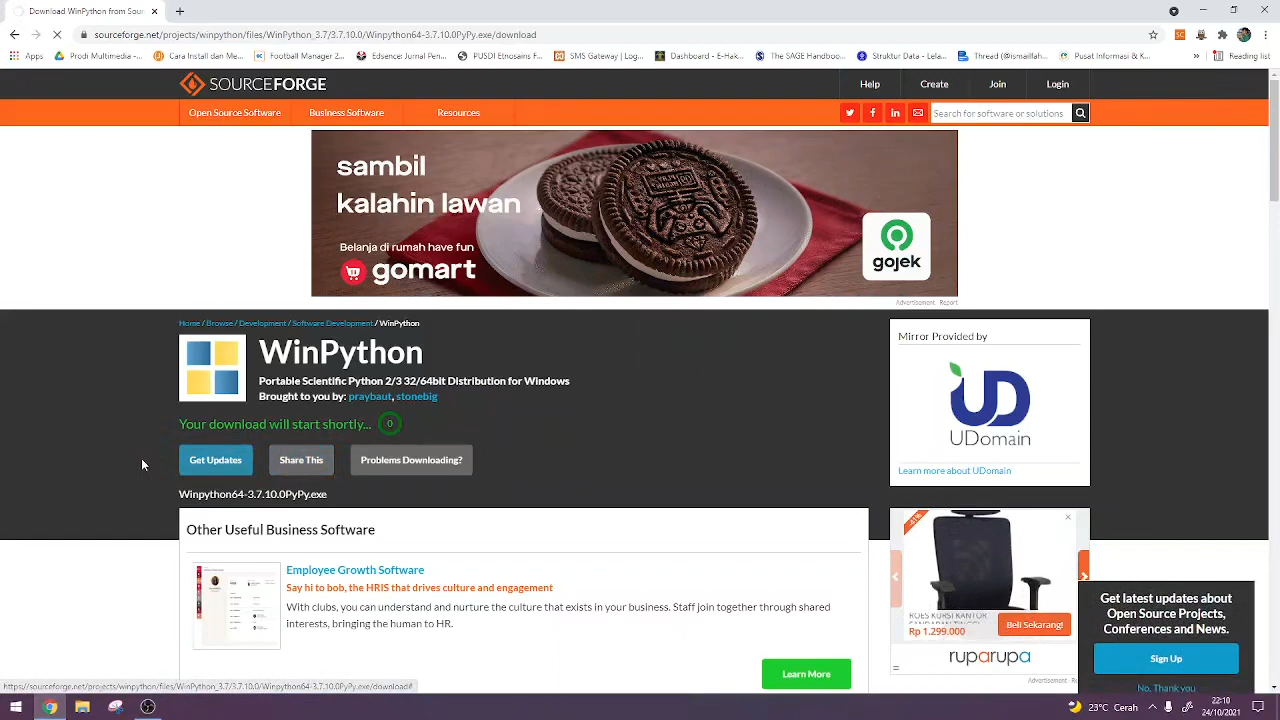 Download WinPython from Sour
sourceforge.net/projects/winpython/files/WinPython_3.7/3.7.10.0/Winpython64-3.7.10.0PyPy.exe/download
Apps
Prodi Multimedia –...
Cara Install dan Me...
Football Manager 2...
Edsence: Jurnal Pen...
PUSDI Etnosains F...
SMS Gateway | Log...
Dashboard - E-Hak...
The SAGE Handboo...
Struktur Data - Lela...
Thread (@ismailfah...
Pusat Informasi & K...
»
Reading list
SOURCEFORGE
Help
Create
Join
Login
Open Source Software
Business Software
Resources
Search for software or solutions
sambil
kalahin lawan
Belanja di rumah have fun
gomart
gojek
Advertisement - Report
Home / Browse / Development / Software Development / WinPython
WinPython
Portable Scientific Python 2/3 32/64bit Distribution for Windows
Brought to you by: praybaut, stonebig
Your download will start shortly... 0
Get Updates
Share This
Problems Downloading?
Winpython64-3.7.10.0PyPy.exe
Mirror Provided by
UD
UDomain
Learn more about UDomain
Other Useful Business Software
Employee Growth Software
Say hi to bob, the HRIS that drives culture and engagement
With clubs, you can understand and nurture the culture that exists in your business. Staff join together through shared
interests, bringing the human to HR.
Learn More
-41%
ROES KURSI KANTOR
Rp 1.299.000
Beli Sekarang!
ruparupa
Advertisement - Re
Get latest updates about
Open Source Projects,
Conferences and News.
Sign Up
No, Thank you
https://sourceforge.net/projects/winpython/files/WinPython_3.7/3.7.10.0/Winpython64-3.7.10.0PyPy.exe/download#
25°C
22:10
24/10/2021